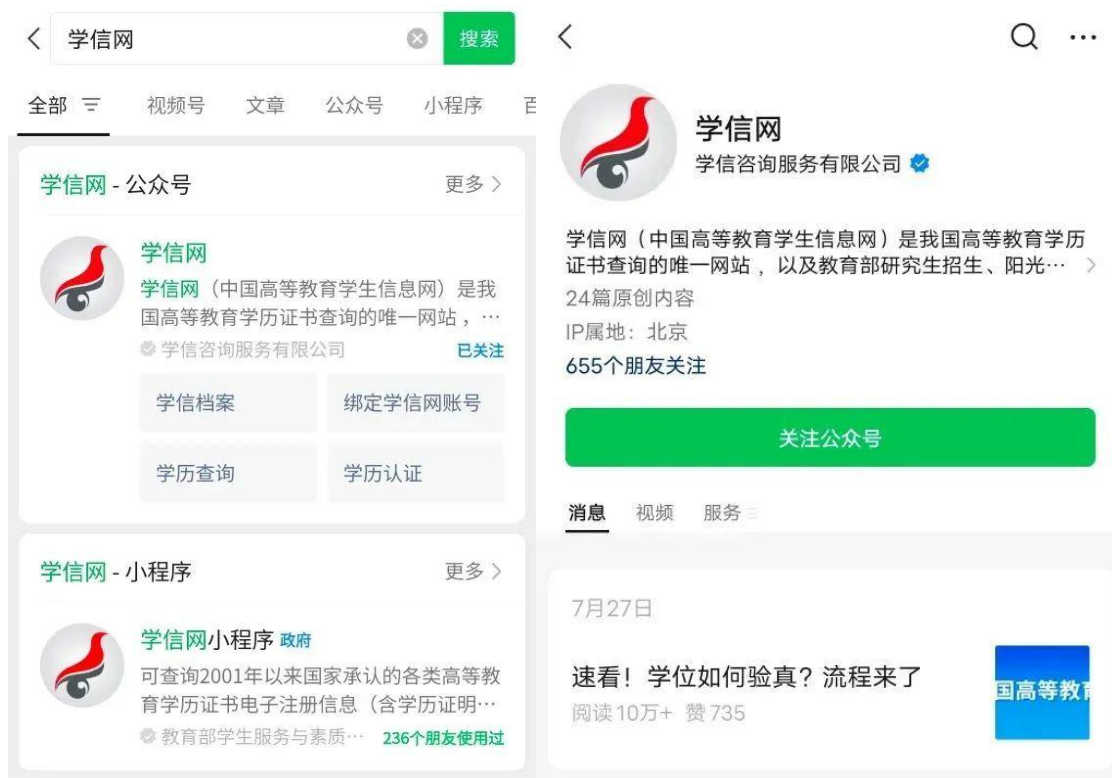 学信网
搜索
全部 视频号 文章 公众号 小程序
学信网 - 公众号 更多
学信网
学信网（中国高等教育学生信息网）是我
国高等教育学历证书查询的唯一网站，…
学信咨询服务有限公司 已关注
学信档案 绑定学信网账号
学历查询 学历认证
学信网 - 小程序 更多
学信网小程序 政府
可查询2001年以来国家承认的各类高等教
育学历证书电子注册信息（含学历证明…
教育部学生服务与素质… 236个朋友使用过
学信网
学信咨询服务有限公司
学信网（中国高等教育学生信息网）是我国高等教育学历
证书查询的唯一网站，以及教育部研究生招生、阳光…
24篇原创内容
IP属地：北京
655个朋友关注
关注公众号
消息 视频 服务
7月27日
速看！学位如何验真？流程来了
阅读10万+ 赞735
国高等教育